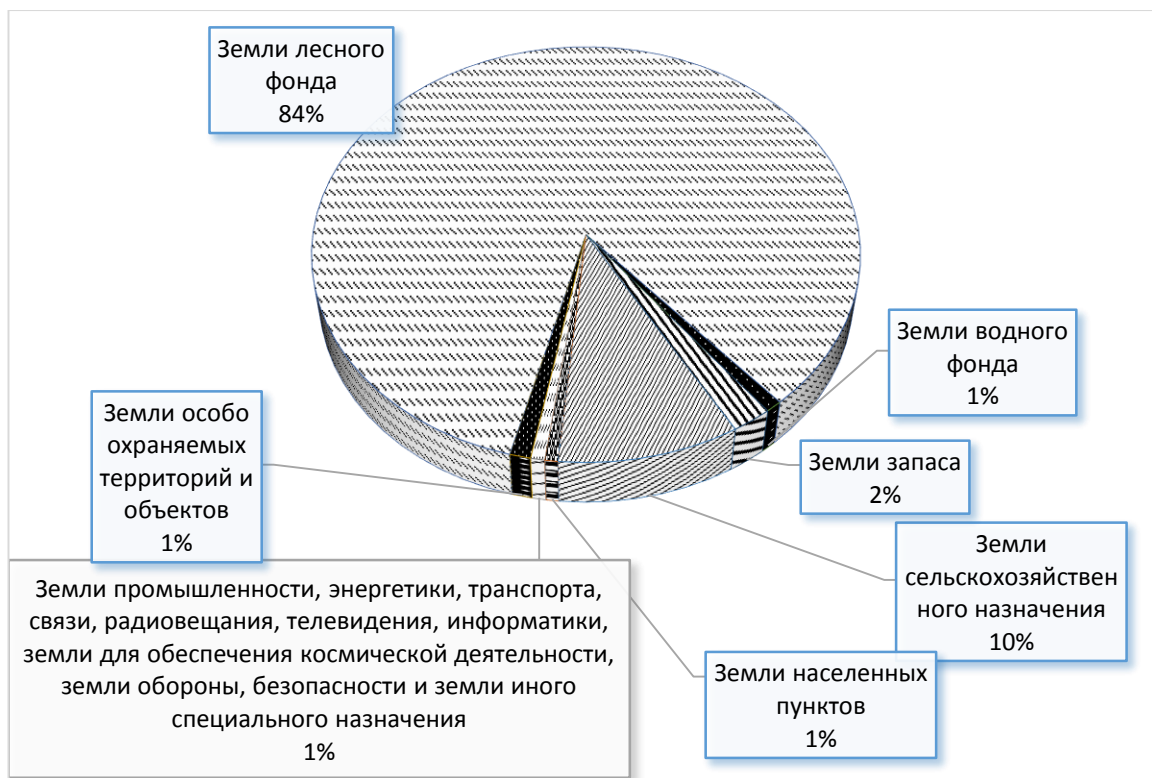 Земли лесного
фонда
84%
Земли водного
фонда
1%
Земли запаса
2%
Земли
сельскохозяйствен
ного назначения
10%
Земли населенных
пунктов
1%
Земли промышленности, энергетики, транспорта,
связи, радиовещания, телевидения, информатики,
земли для обеспечения космической деятельности,
земли обороны, безопасности и земли иного
специального назначения
1%
Земли особо
охраняемых
территорий и
объектов
1%